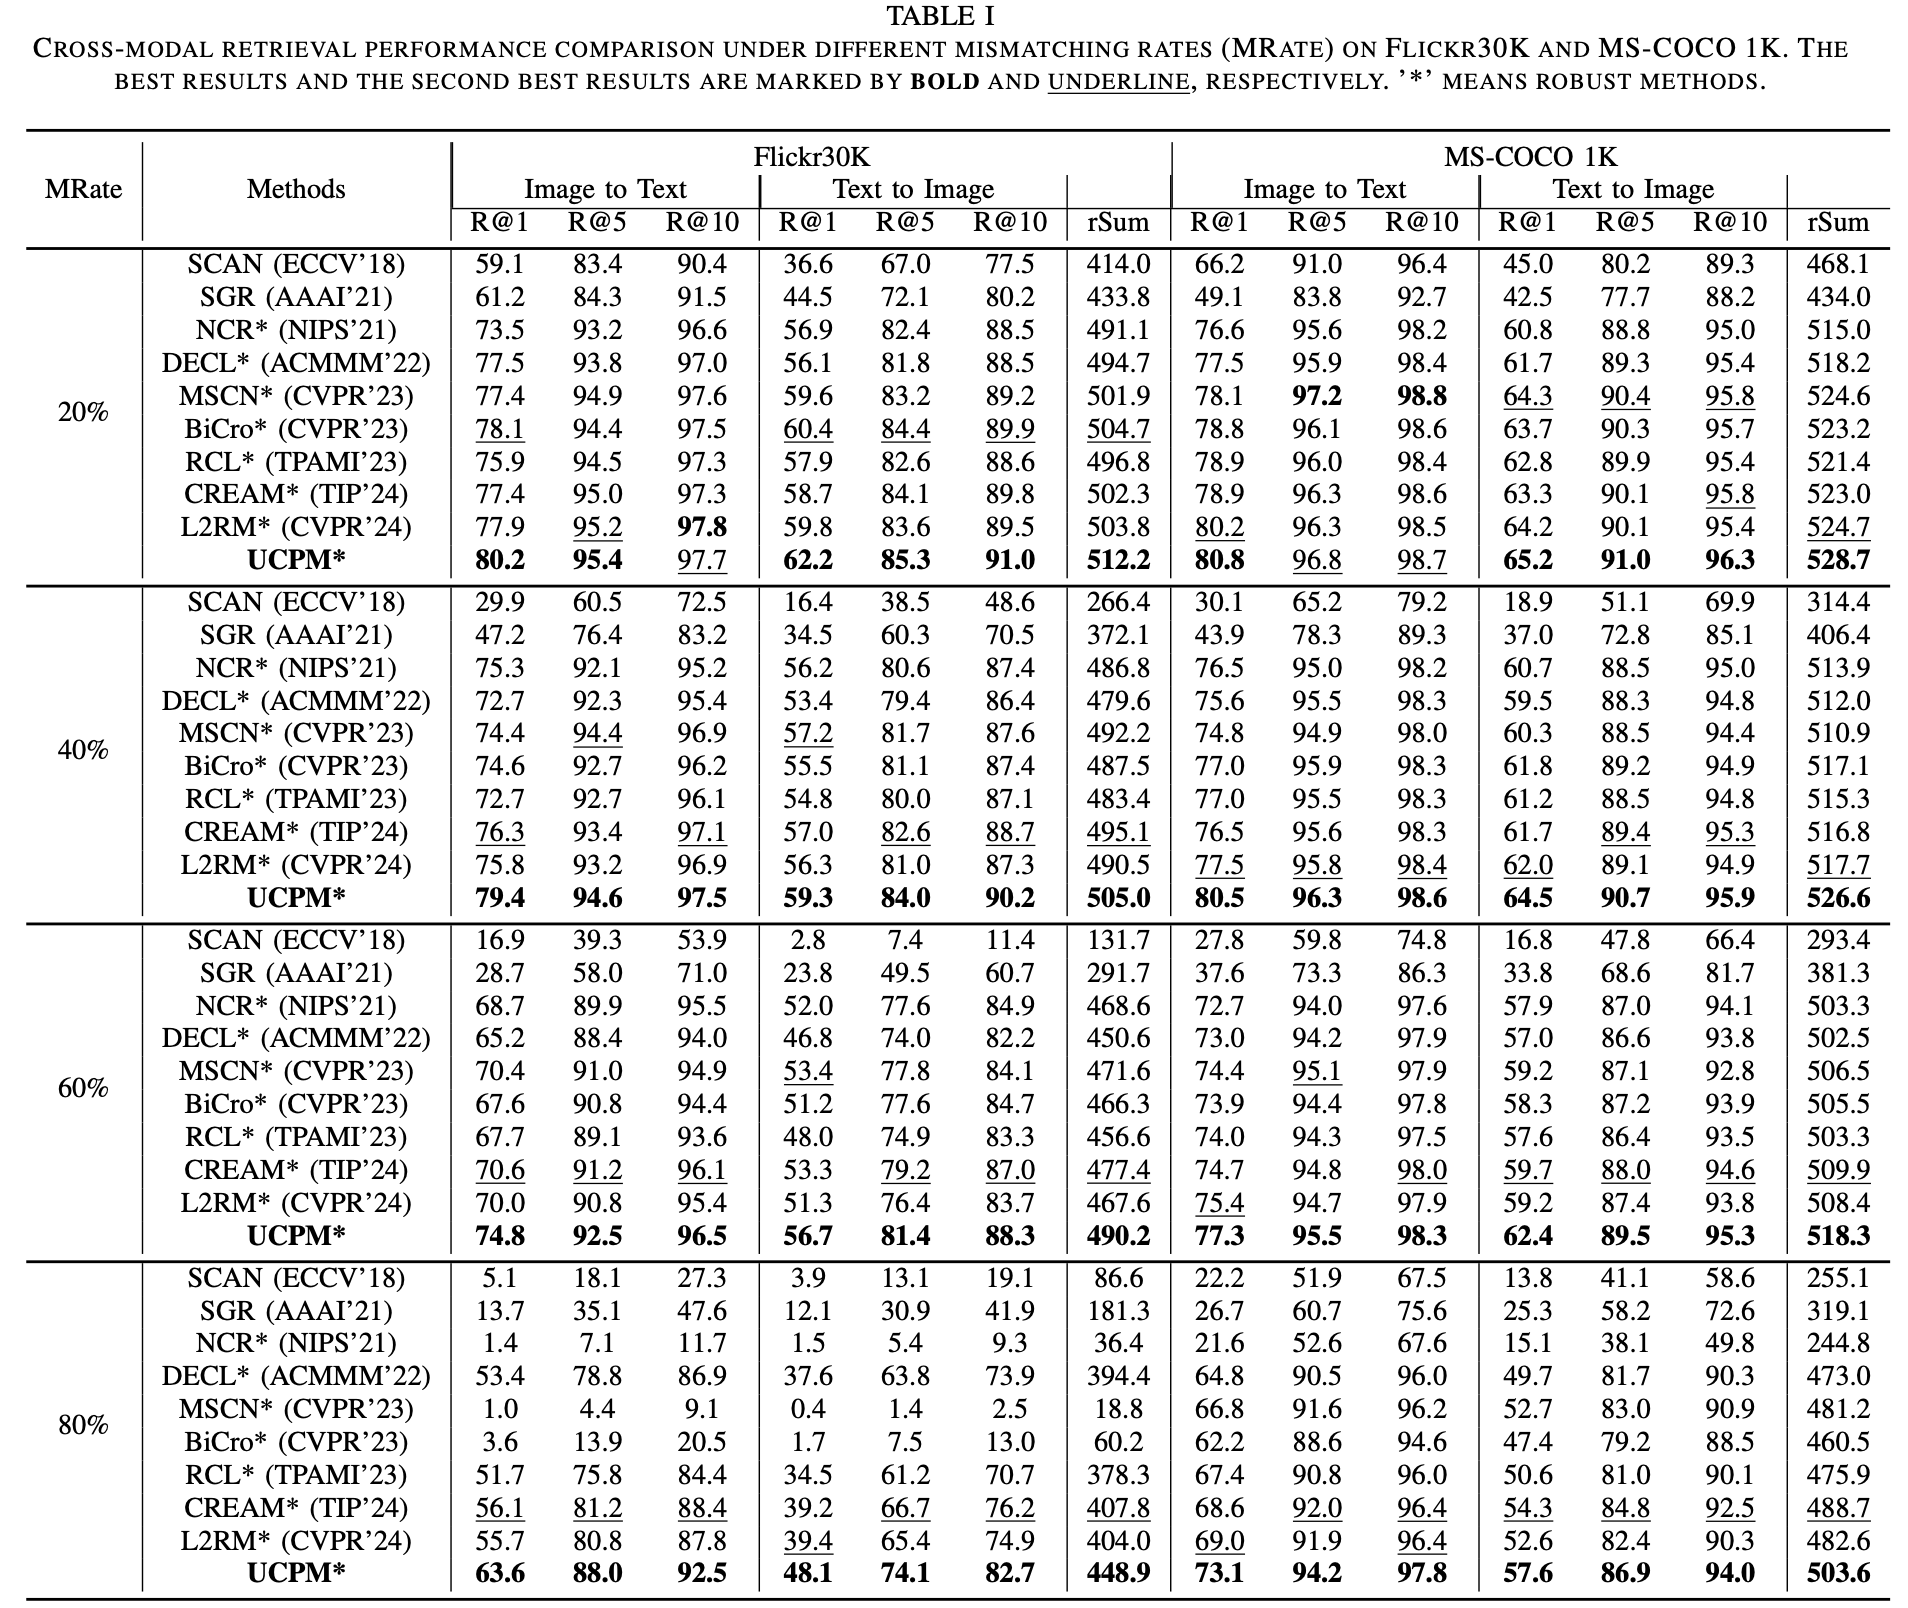 TABLE I
CROSS-MODAL RETRIEVAL PERFORMANCE COMPARISON UNDER DIFFERENT MISMATCHING RATES (MRATE) ON FLICKR30K AND MS-COCO 1K. THE
BEST RESULTS AND THE SECOND BEST RESULTS ARE MARKED BY BOLD AND UNDERLINE, RESPECTIVELY. '*' MEANS ROBUST METHODS.
Flickr30K MS-COCO 1K
MRate Methods Image to Text Text to Image Image to Text Text to Image
R@1 R@5 R@10 R@1 R@5 R@10 rSum R@1 R@5 R@10 R@1 R@5 R@10 rSum
SCAN (ECCV'18) 59.1 83.4 90.4 36.6 67.0 77.5 414.0 66.2 91.0 96.4 45.0 80.2 89.3 468.1
SGR (AAAI'21) 61.2 84.3 91.5 44.5 72.1 80.2 433.8 49.1 83.8 92.7 42.5 77.7 88.2 434.0
NCR* (NIPS'21) 73.5 93.2 96.6 56.9 82.4 88.5 491.1 76.6 95.6 98.2 60.8 88.8 95.0 515.0
DECL* (ACMMM'22) 77.5 93.8 97.0 56.1 81.8 88.5 494.7 77.5 95.9 98.4 61.7 89.3 95.4 518.2
MSCN* (CVPR'23) 77.4 94.9 97.6 59.6 83.2 89.2 501.9 78.1 97.2 98.8 64.3 90.4 95.8 524.6
20%
BiCro* (CVPR'23) 78.1 94.4 97.5 60.4 84.4 89.9 504.7 78.8 96.1 98.6 63.7 90.3 95.7 523.2
RCL* (TPAMI'23) 75.9 94.5 97.3 57.9 82.6 88.6 496.8 78.9 96.0 98.4 62.8 89.9 95.4 521.4
CREAM* (TIP'24) 77.4 95.0 97.3 58.7 84.1 89.8 502.3 78.9 96.3 98.6 63.3 90.1 95.8 523.0
L2RM* (CVPR'24) 77.9 95.2 97.8 59.8 83.6 89.5 503.8 80.2 96.3 98.5 64.2 90.1 95.4 524.7
UCPM* 80.2 95.4 97.7 62.2 85.3 91.0 512.2 80.8 96.8 98.7 65.2 91.0 96.3 528.7
SCAN (ECCV'18) 29.9 60.5 72.5 16.4 38.5 48.6 266.4 30.1 65.2 79.2 18.9 51.1 69.9 314.4
SGR (AAAI'21) 47.2 76.4 83.2 34.5 60.3 70.5 372.1 43.9 78.3 89.3 37.0 72.8 85.1 406.4
NCR* (NIPS'21) 75.3 92.1 95.2 56.2 80.6 87.4 486.8 76.5 95.0 98.2 60.7 88.5 95.0 513.9
DECL* (ACMMM'22) 72.7 92.3 95.4 53.4 79.4 86.4 479.6 75.6 95.5 98.3 59.5 88.3 94.8 512.0
MSCN* (CVPR'23) 74.4 94.4 96.9 57.2 81.7 87.6 492.2 74.8 94.9 98.0 60.3 88.5 94.4 510.9
40%
BiCro* (CVPR'23) 74.6 92.7 96.2 55.5 81.1 87.4 487.5 77.0 95.9 98.3 61.8 89.2 94.9 517.1
RCL* (TPAMI'23) 72.7 92.7 96.1 54.8 80.0 87.1 483.4 77.0 95.5 98.3 61.2 88.5 94.8 515.3
CREAM* (TIP'24) 76.3 93.4 97.1 57.0 82.6 88.7 495.1 76.5 95.6 98.3 61.7 89.4 95.3 516.8
L2RM* (CVPR'24) 75.8 93.2 96.9 56.3 81.0 87.3 490.5 77.5 95.8 98.4 62.0 89.1 94.9 517.7
UCPM* 79.4 94.6 97.5 59.3 84.0 90.2 505.0 80.5 96.3 98.6 64.5 90.7 95.9 526.6
SCAN (ECCV'18) 16.9 39.3 53.9 2.8 7.4 11.4 131.7 27.8 59.8 74.8 16.8 47.8 66.4 293.4
SGR (AAAI'21) 28.7 58.0 71.0 23.8 49.5 60.7 291.7 37.6 73.3 86.3 33.8 68.6 81.7 381.3
NCR* (NIPS'21) 68.7 89.9 95.5 52.0 77.6 84.9 468.6 72.7 94.0 97.6 57.9 87.0 94.1 503.3
DECL* (ACMMM'22) 65.2 88.4 94.0 46.8 74.0 82.2 450.6 73.0 94.2 97.9 57.0 86.6 93.8 502.5
MSCN* (CVPR'23) 70.4 91.0 94.9 53.4 77.8 84.1 471.6 74.4 95.1 97.9 59.2 87.1 92.8 506.5
60%
BiCro* (CVPR'23) 67.6 90.8 94.4 51.2 77.6 84.7 466.3 73.9 94.4 97.8 58.3 87.2 93.9 505.5
RCL* (TPAMI'23) 67.7 89.1 93.6 48.0 74.9 83.3 456.6 74.0 94.3 97.5 57.6 86.4 93.5 503.3
CREAM* (TIP'24) 70.6 91.2 96.1 53.3 79.2 87.0 477.4 74.7 94.8 98.0 59.7 88.0 94.6 509.9
L2RM* (CVPR'24) 70.0 90.8 95.4 51.3 76.4 83.7 467.6 75.4 94.7 97.9 59.2 87.4 93.8 508.4
UCPM* 74.8 92.5 96.5 56.7 81.4 88.3 490.2 77.3 95.5 98.3 62.4 89.5 95.3 518.3
SCAN (ECCV'18) 5.1 18.1 27.3 3.9 13.1 19.1 86.6 22.2 51.9 67.5 13.8 41.1 58.6 255.1
SGR (AAAI'21) 13.7 35.1 47.6 12.1 30.9 41.9 181.3 26.7 60.7 75.6 25.3 58.2 72.6 319.1
NCR* (NIPS'21) 1.4 7.1 11.7 1.5 5.4 9.3 36.4 21.6 52.6 67.6 15.1 38.1 49.8 244.8
DECL* (ACMMM'22) 53.4 78.8 86.9 37.6 63.8 73.9 394.4 64.8 90.5 96.0 49.7 81.7 90.3 473.0
MSCN* (CVPR'23) 1.0 4.4 9.1 0.4 1.4 2.5 18.8 66.8 91.6 96.2 52.7 83.0 90.9 481.2
80%
BiCro* (CVPR'23) 3.6 13.9 20.5 1.7 7.5 13.0 60.2 62.2 88.6 94.6 47.4 79.2 88.5 460.5
RCL* (TPAMI'23) 51.7 75.8 84.4 34.5 61.2 70.7 378.3 67.4 90.8 96.0 50.6 81.0 90.1 475.9
CREAM* (TIP'24) 56.1 81.2 88.4 39.2 66.7 76.2 407.8 68.6 92.0 96.4 54.3 84.8 92.5 488.7
L2RM* (CVPR'24) 55.7 80.8 87.8 39.4 65.4 74.9 404.0 69.0 91.9 96.4 52.6 82.4 90.3 482.6
UCPM* 63.6 88.0 92.5 48.1 74.1 82.7 448.9 73.1 94.2 97.8 57.6 86.9 94.0 503.6